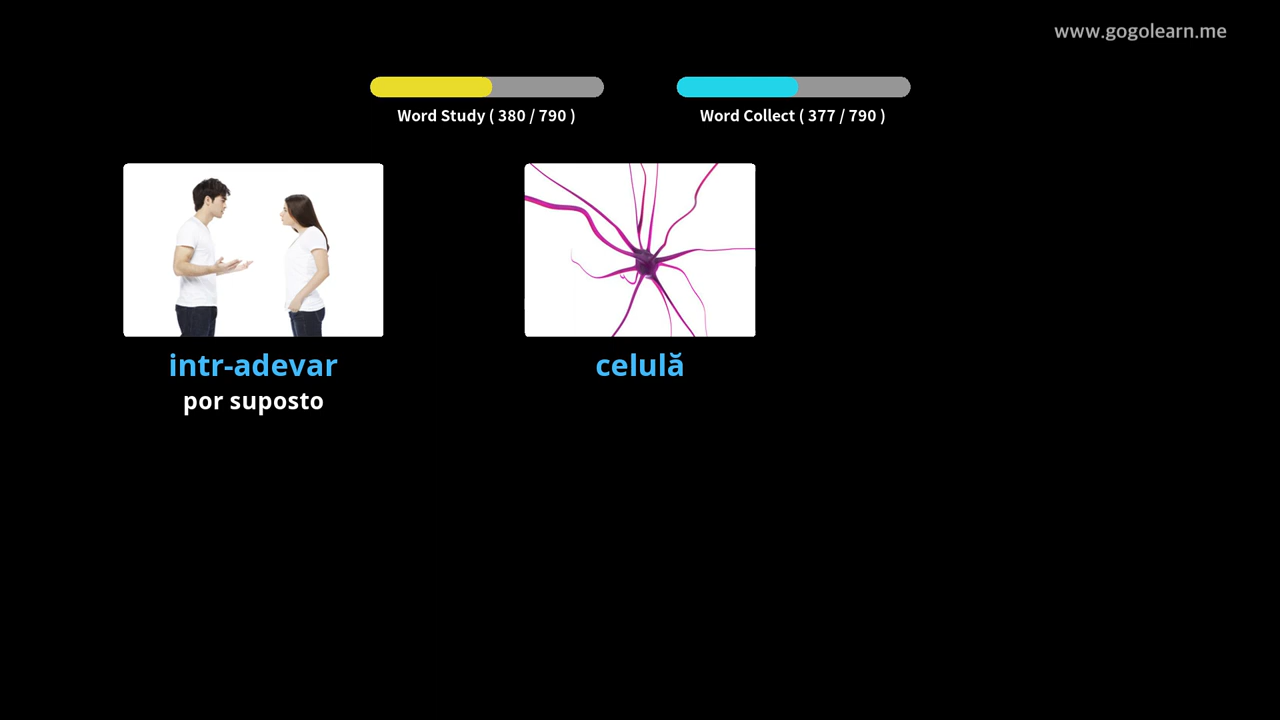 www.gogolearn.me
Word Study ( 380 / 790 )
Word Collect ( 377 / 790 )
intr-adevar
por suposto
celulă